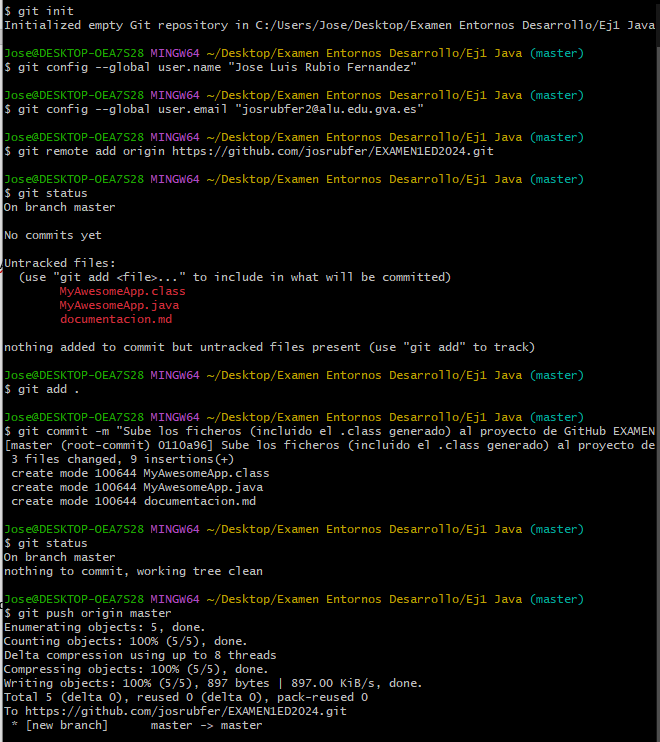 $ git init
Initialized empty Git repository in C:/Users/Jose/Desktop/Examen Entornos Desarrollo/Ej1 Java
Jose@DESKTOP-OEA7S28 MINGW64 ~/Desktop/Examen Entornos Desarrollo/Ej1 Java (master)
$ git config --global user.name "Jose Luis Rubio Fernandez"
Jose@DESKTOP-OEA7S28 MINGW64 ~/Desktop/Examen Entornos Desarrollo/Ej1 Java (master)
$ git config --global user.email "josrubfer2@alu.edu.gva.es"
Jose@DESKTOP-OEA7S28 MINGW64 ~/Desktop/Examen Entornos Desarrollo/Ej1 Java (master)
$ git remote add origin https://github.com/josrubfer/EXAMEN1ED2024.git
Jose@DESKTOP-OEA7S28 MINGW64 ~/Desktop/Examen Entornos Desarrollo/Ej1 Java (master)
$ git status
On branch master
No commits yet
Untracked files:
(use "git add <file>..." to include in what will be committed)
MyAwesomeApp.class
MyAwesomeApp.java
documentacion.md
nothing added to commit but untracked files present (use "git add" to track)
Jose@DESKTOP-OEA7S28 MINGW64 ~/Desktop/Examen Entornos Desarrollo/Ej1 Java (master)
$ git add .
Jose@DESKTOP-OEA7S28 MINGW64 ~/Desktop/Examen Entornos Desarrollo/Ej1 Java (master)
$ git commit -m "Sube los ficheros (incluido el .class generado) al proyecto de GitHub EXAMEN
[master (root-commit) 0110a96] Sube los ficheros (incluido el .class generado) al proyecto de
3 files changed, 9 insertions(+)
create mode 100644 MyAwesomeApp.class
create mode 100644 MyAwesomeApp.java
create mode 100644 documentacion.md
Jose@DESKTOP-OEA7S28 MINGW64 ~/Desktop/Examen Entornos Desarrollo/Ej1 Java (master)
$ git status
On branch master
nothing to commit, working tree clean
Jose@DESKTOP-OEA7S28 MINGW64 ~/Desktop/Examen Entornos Desarrollo/Ej1 Java (master)
$ git push origin master
Enumerating objects: 5, done.
Counting objects: 100% (5/5), done.
Delta compression using up to 8 threads
Compressing objects: 100% (5/5), done.
Writing objects: 100% (5/5), 897 bytes | 897.00 KiB/s, done.
Total 5 (delta 0), reused 0 (delta 0), pack-reused 0
To https://github.com/josrubfer/EXAMEN1ED2024.git
* [new branch]      master -> master